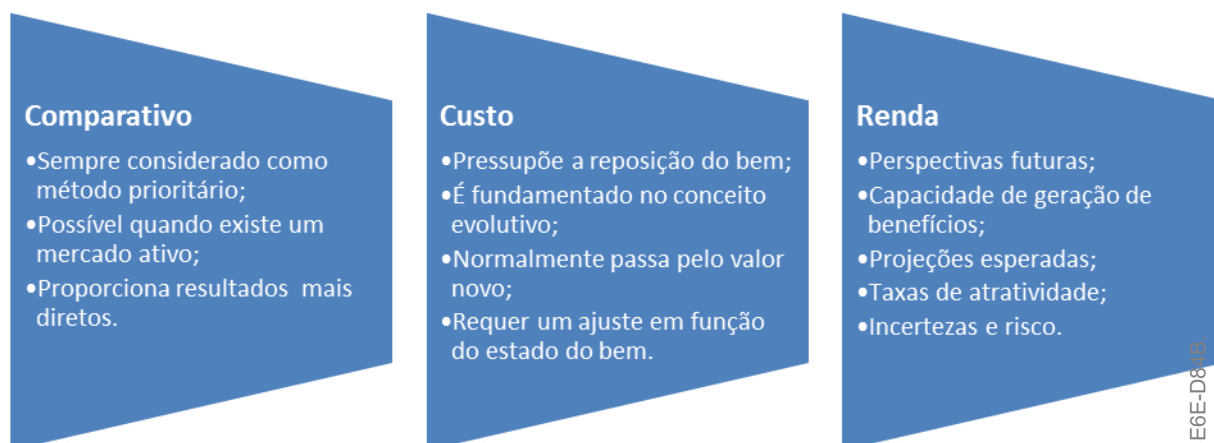 Comparativo
•Sempre considerado como
método prioritário;
•Possível quando existe um
mercado ativo;
•Proporciona resultados mais
diretos.
Custo
•Pressupõe a reposição do bem;
•É fundamentado no conceito
evolutivo;
•Normalmente passa pelo valor
novo;
•Requer um ajuste em função
do estado do bem.
Renda
•Perspectivas futuras;
•Capacidade de geração de
benefícios;
•Projeções esperadas;
•Taxas de atratividade;
•Incertezas e risco.
E6E-D84B.